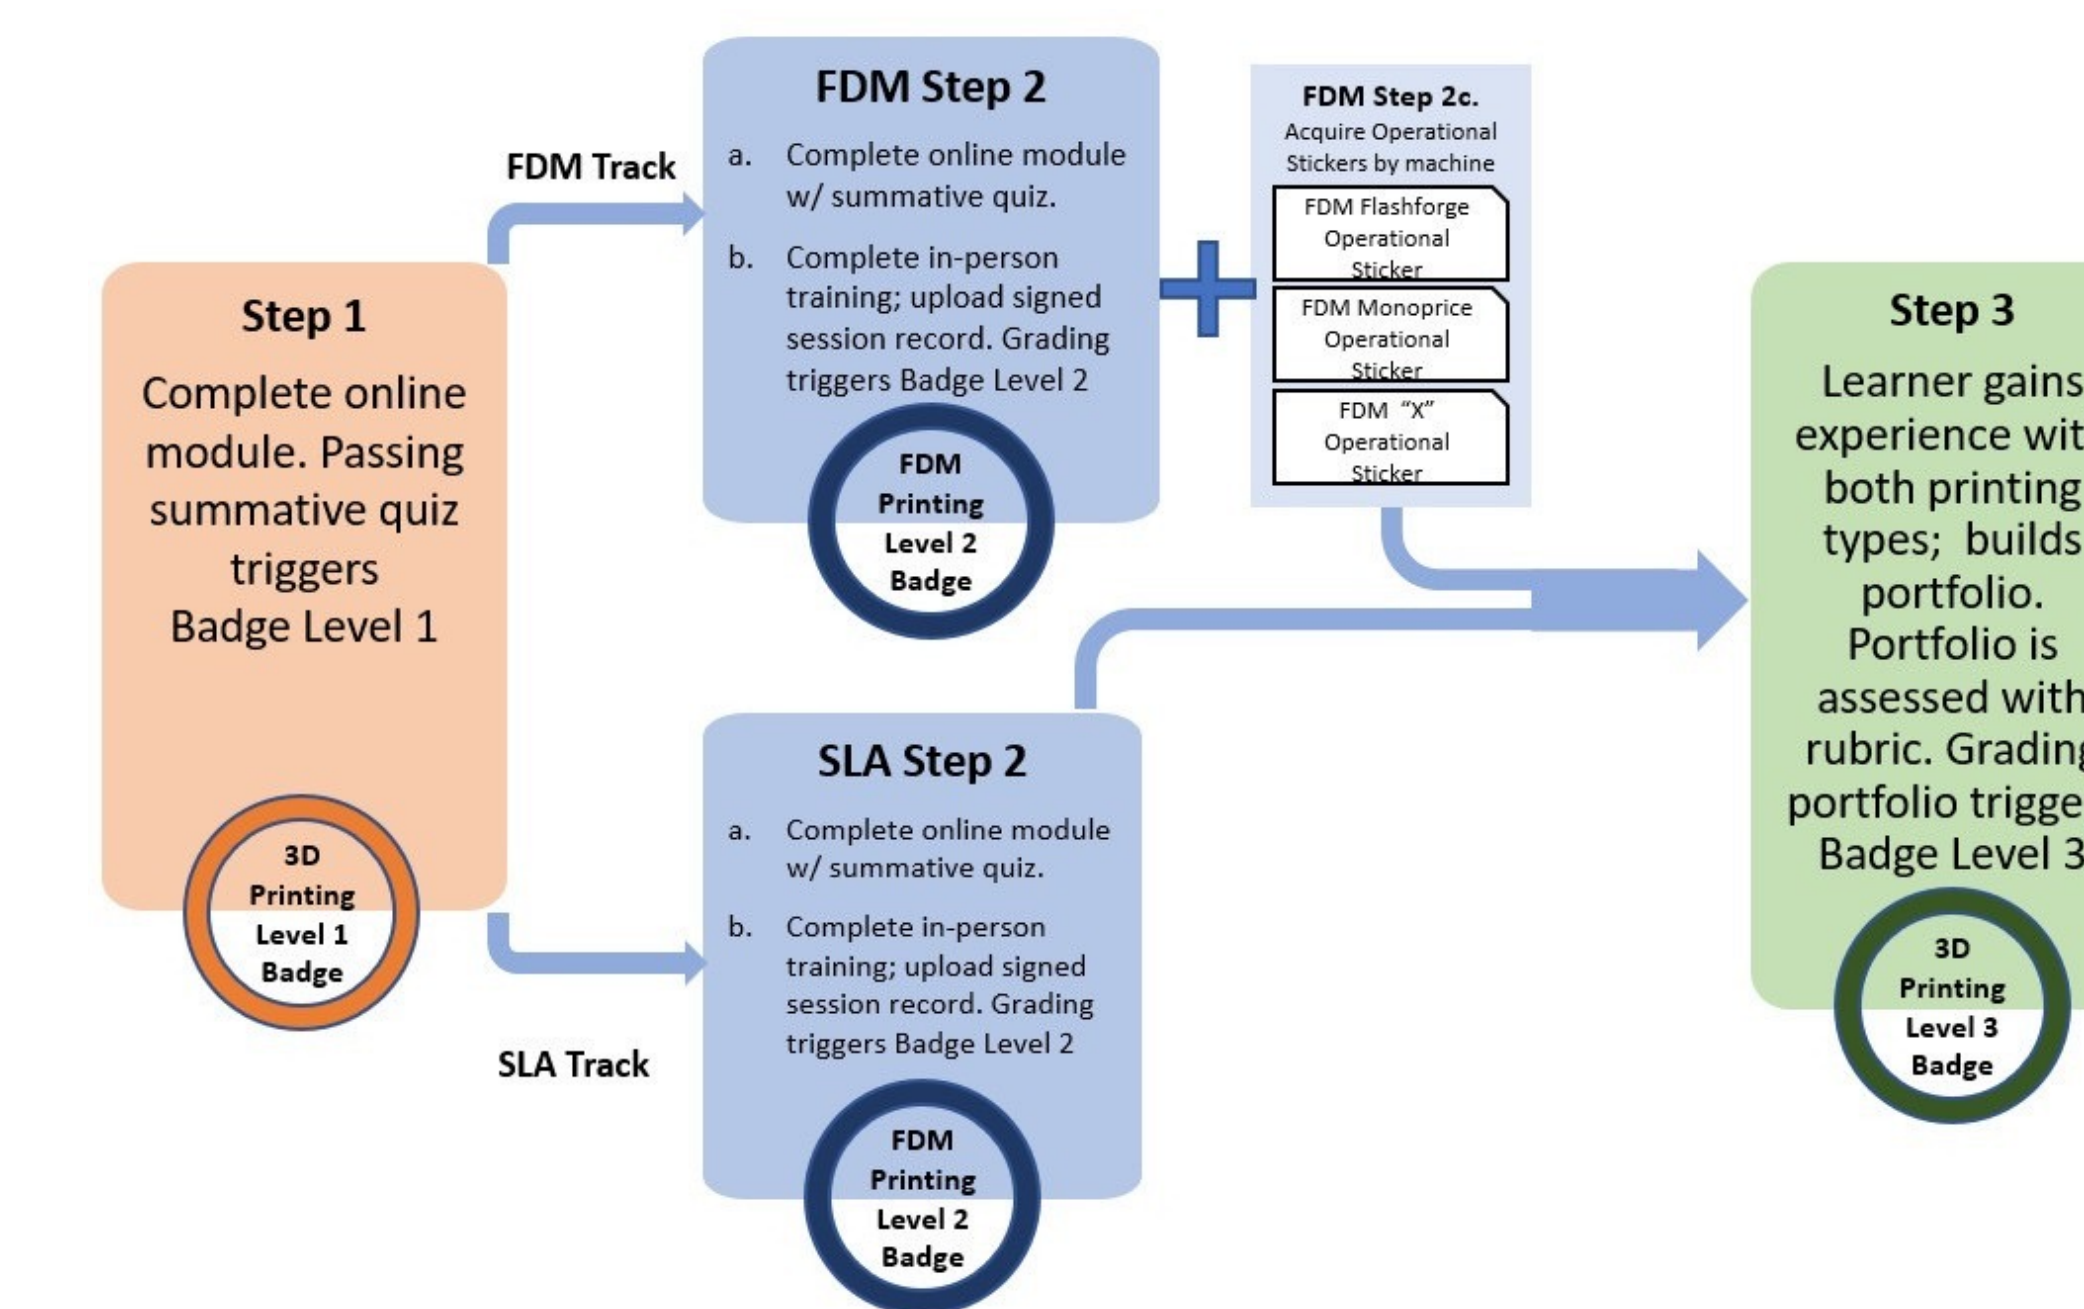 Step 1
Complete online
module. Passing
summative quiz
triggers
Badge Level 1
3D
Printing
Level 1
Badge
FDM Track
FDM Step 2
a. Complete online module
w/ summative quiz.
b. Complete in-person
training; upload signed
session record. Grading
triggers Badge Level 2
FDM
Printing
Level 2
Badge
FDM Step 2c.
Acquire Operational
Stickers by machine
FDM Flashforge
Operational
Sticker
FDM Monoprice
Operational
Sticker
FDM “X”
Operational
Sticker
SLA Track
SLA Step 2
a. Complete online module
w/ summative quiz.
b. Complete in-person
training; upload signed
session record. Grading
triggers Badge Level 2
FDM
Printing
Level 2
Badge
Step 3
Learner gains
experience wit
both printing
types; builds
portfolio.
Portfolio is
assessed with
rubric. Grading
portfolio trigge
Badge Level 3
3D
Printing
Level 3
Badge